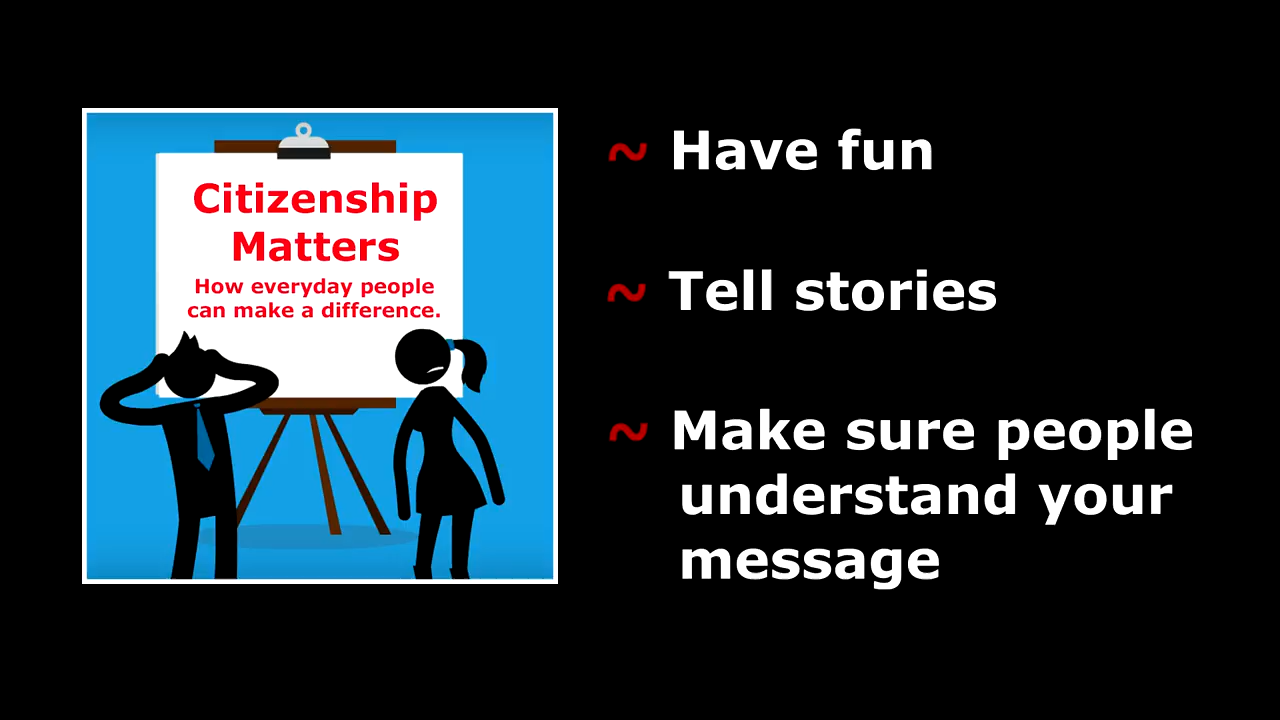 Citizenship
Matters
How everyday people
can make a difference.
~ Have fun
~ Tell stories
~ Make sure people
understand your
message